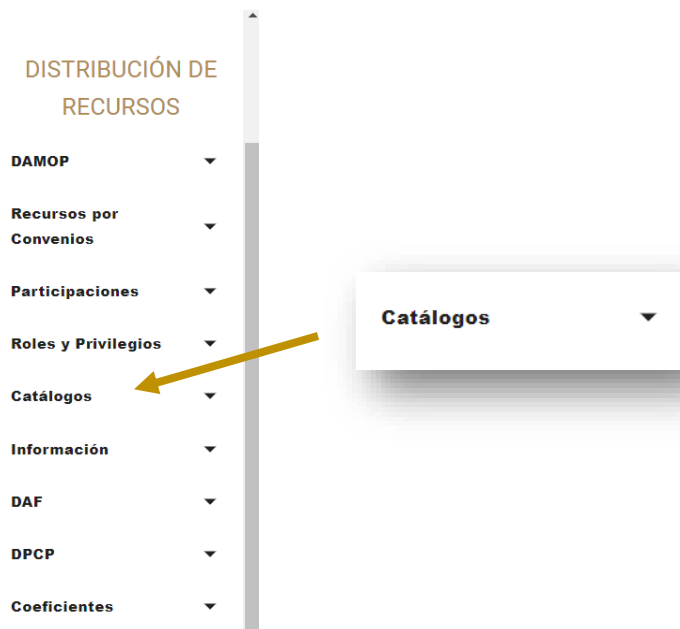 DISTRIBUCIÓN DE
RECURSOS
DAMOP
Recursos por
Convenios
Participaciones
Roles y Privilegios
Catálogos
Información
DAF
DPCP
Coeficientes
Catálogos